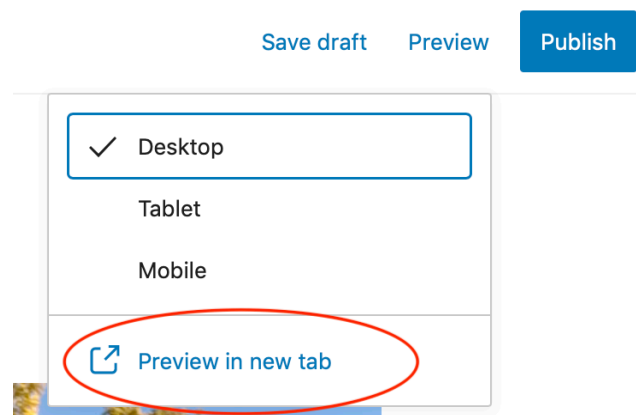 Save draft Preview Publish
Desktop
Tablet
Mobile
Preview in new tab